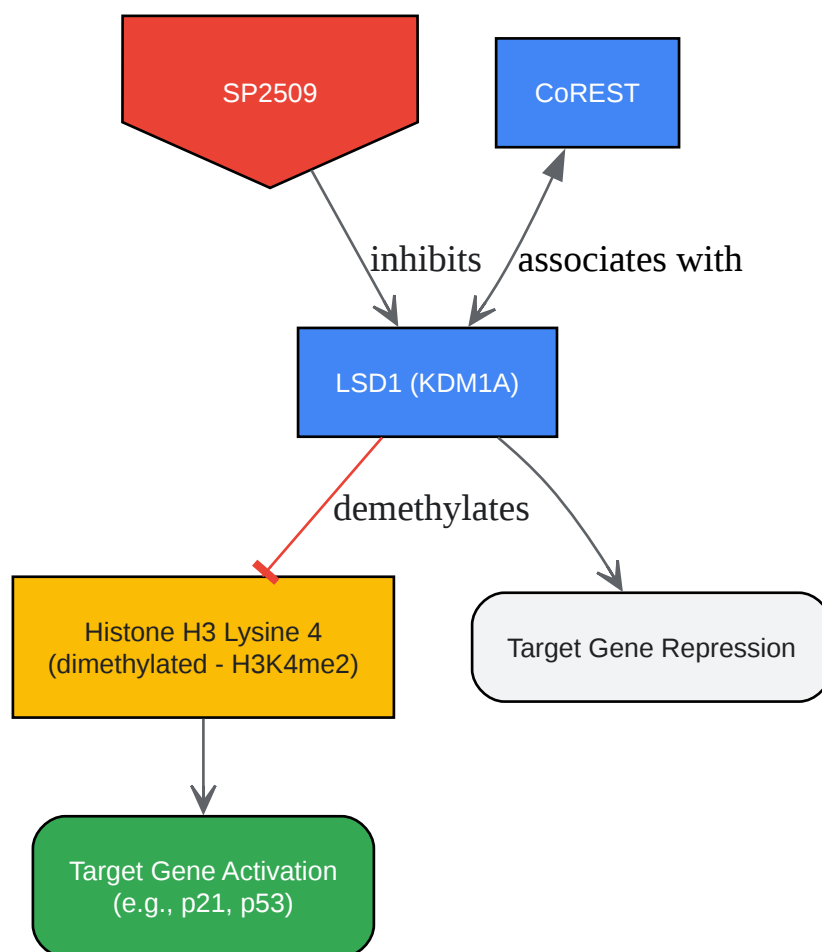 SP2509
CoREST
inhibits
associates with
LSD1 (KDM1A)
demethylates
Histone H3 Lysine 4
(dimethylated - H3K4me2)
Target Gene Repression
Target Gene Activation
(e.g., p21, p53)